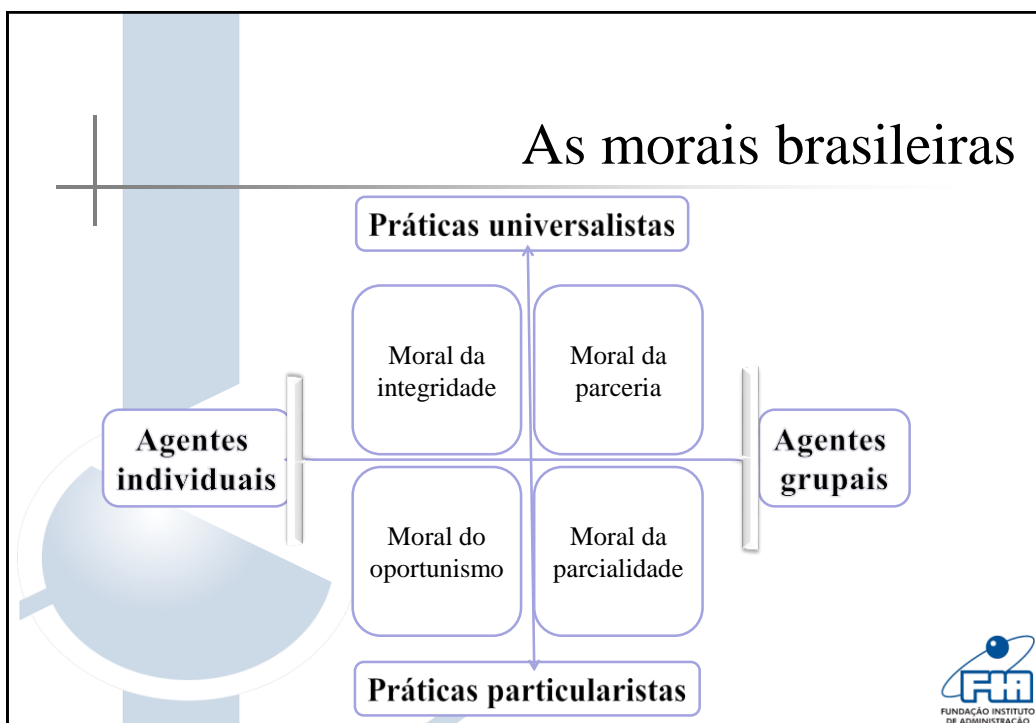 As morais brasileiras
Práticas universalistas
Moral da
integridade
Moral da
parceria
Agentes
individuais
Agentes
grupais
Moral do
oportunismo
Moral da
parcialidade
Práticas particularistas
FIA
FUNDAÇÃO INSTITUTO
DE ADMINISTRAÇÃO